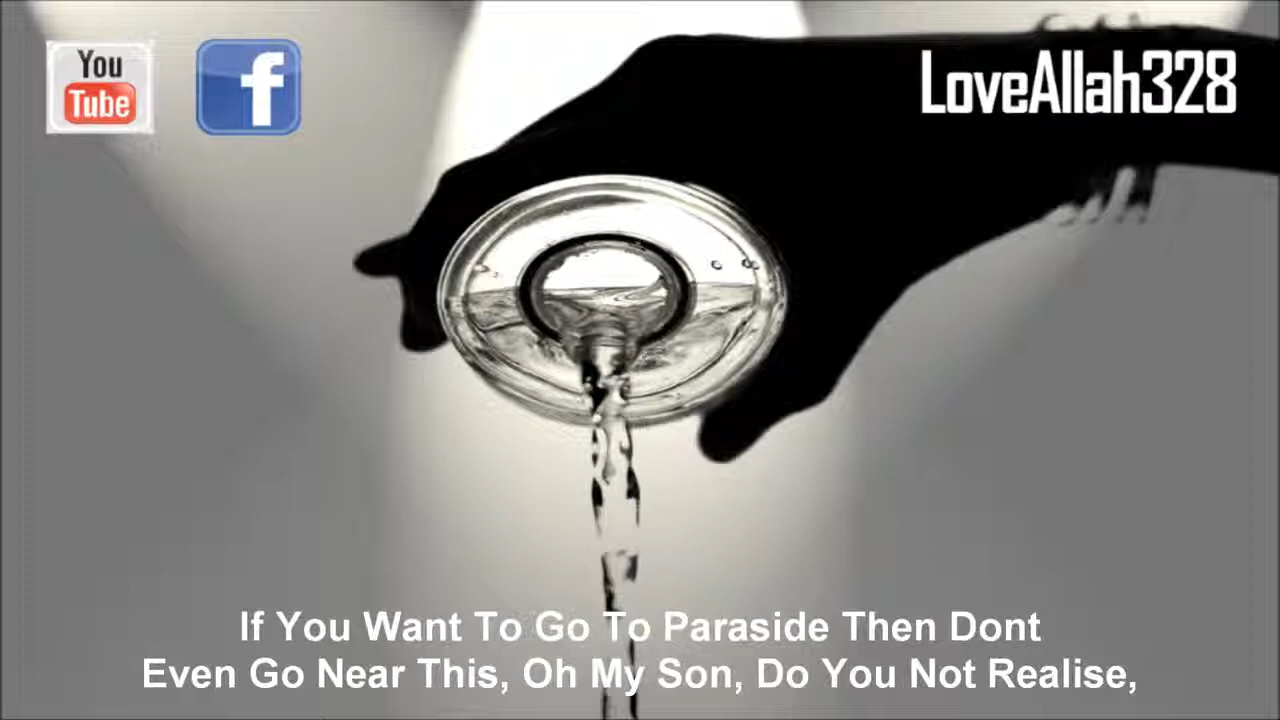 You
Tube
f
LoveAllah328
If You Want To Go To Paraside Then Dont
Even Go Near This, Oh My Son, Do You Not Realise,